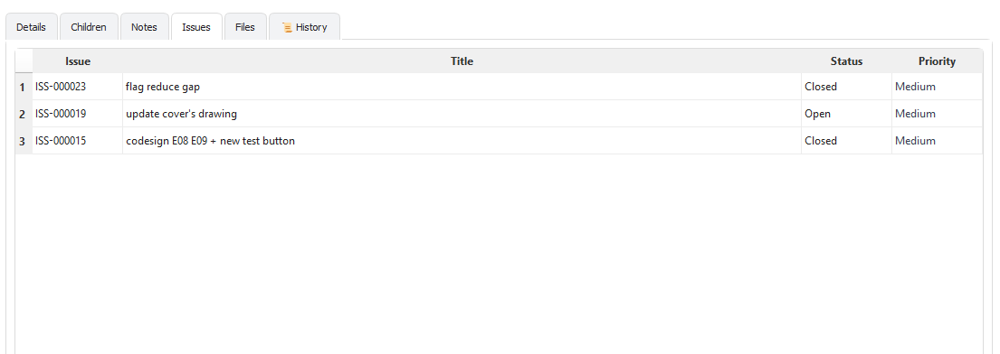 Details Children Notes Issues Files History
Issue Title Status Priority
1 ISS-000023 flag reduce gap Closed Medium
2 ISS-000019 update cover's drawing Open Medium
3 ISS-000015 codesign E08 E09 + new test button Closed Medium